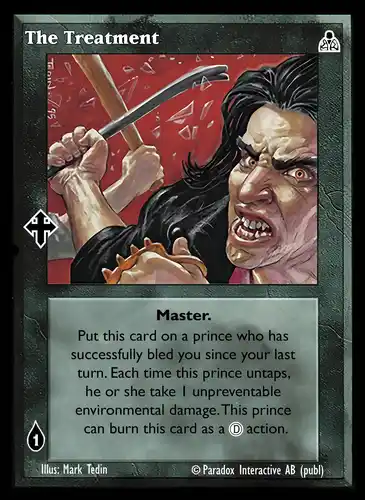 The Treatment
Master.
Put this card on a prince who has
successfully bled you since your last
turn. Each time this prince untaps,
he or she take 1 unpreventable
environmental damage. This prince
can burn this card as a Ⓓ action.
1
Illus: Mark Tedin © Paradox Interactive AB (publ)